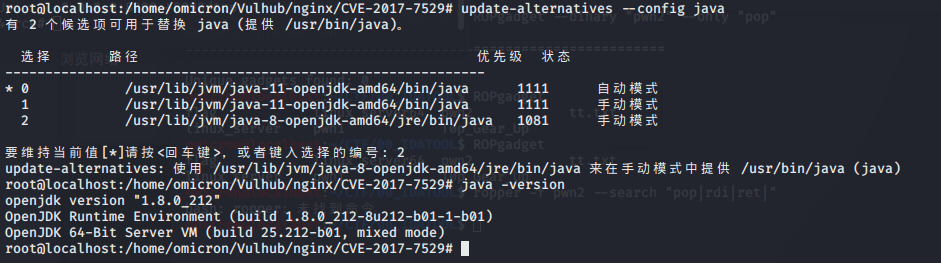 root@localhost:/home/omicron/Vulhub/nginx/CVE-2017-7529# update-alternatives --config java
有 2 个候选项可用于替换 java (提供 /usr/bin/java)。
选择 路径 优先级 状态
------------------------------------------------------------
* 0 /usr/lib/jvm/java-11-openjdk-amd64/bin/java 1111 自动模式
1 /usr/lib/jvm/java-11-openjdk-amd64/bin/java 1111 手动模式
2 /usr/lib/jvm/java-8-openjdk-amd64/jre/bin/java 1081 手动模式
要维持当前值[*]请按<回车键>，或者键入选择的编号：2
update-alternatives: 使用 /usr/lib/jvm/java-8-openjdk-amd64/jre/bin/java 来在手动模式中提供 /usr/bin/java (java)
root@localhost:/home/omicron/Vulhub/nginx/CVE-2017-7529# java -version
openjdk version "1.8.0_212"
OpenJDK Runtime Environment (build 1.8.0_212-8u212-b01-1-b01)
OpenJDK 64-Bit Server VM (build 25.212-b01, mixed mode)
root@localhost:/home/omicron/Vulhub/nginx/CVE-2017-7529#